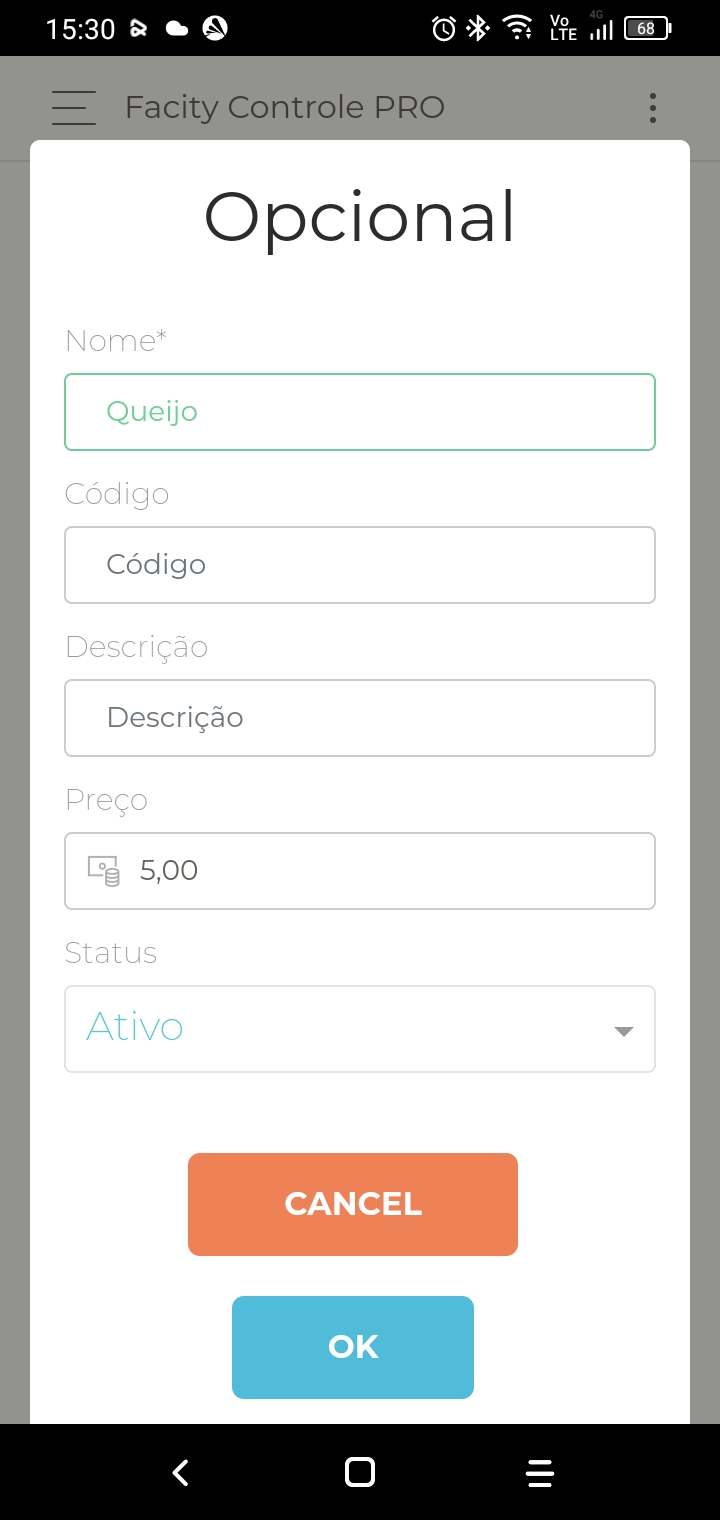 15:30 Vo LTE 4G 68
Facity Controle PRO
Opcional
Nome*
Queijo
Código
Código
Descrição
Descrição
Preço
5,00
Status
Ativo
CANCEL
OK